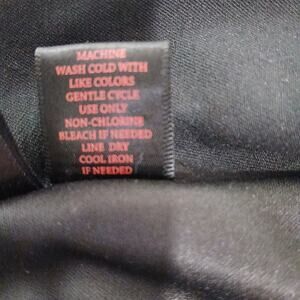 MACHINE
WASH COLD WITH
LIKE COLORS
GENTLE CYCLE
USE ONLY
NON-CHLORINE
BLEACH IF NEEDED
LINE DRY
COOL IRON
IF NEEDED